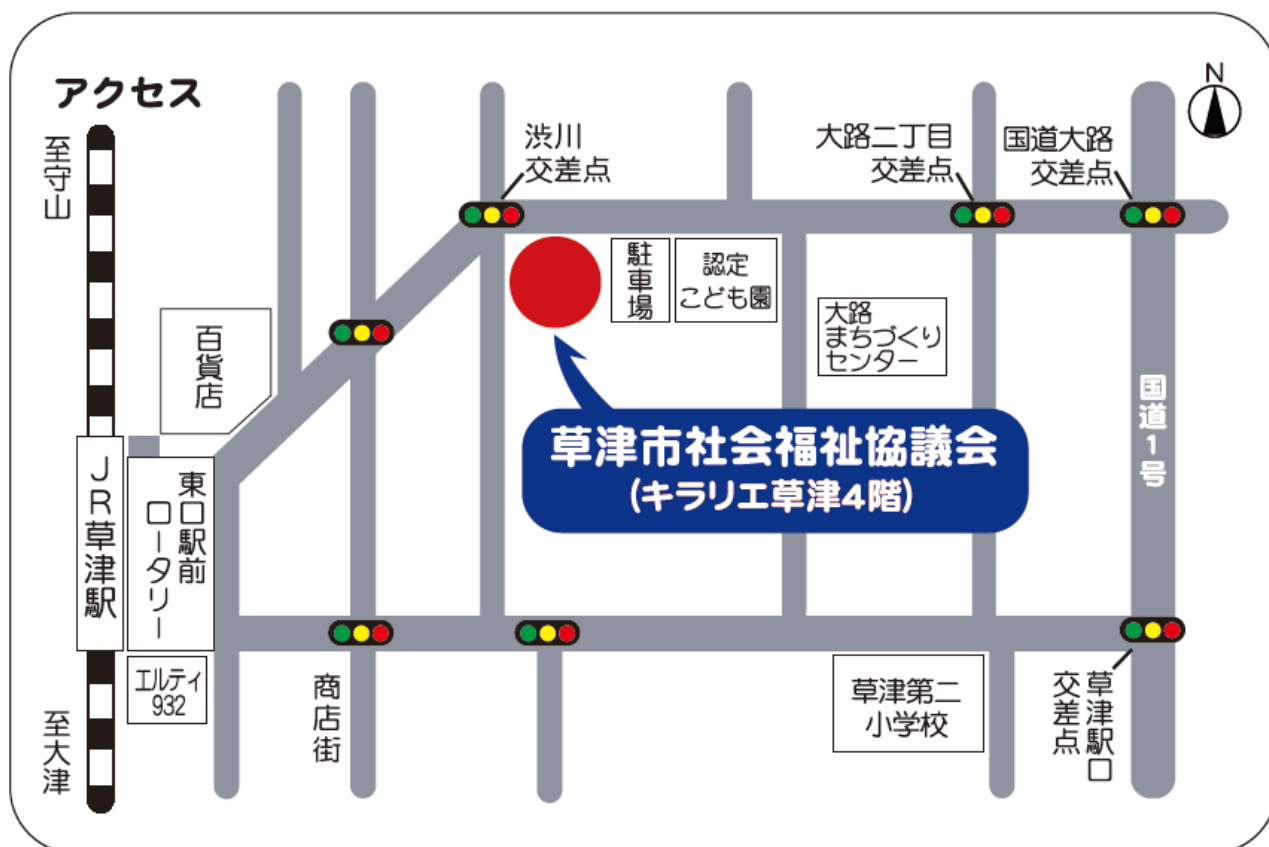 アクセス
N
至守山
渋川
交差点
大路二丁目
交差点
国道大路
交差点
駐車場
認定
こども園
大路
まちづくり
センター
百貨店
国道1号
草津市社会福祉協議会
(キラリエ草津4階)
JR草津駅
東口駅前
ロータリー
エルティ
932
商店街
草津第二
小学校
草津駅口
交差点
至大津